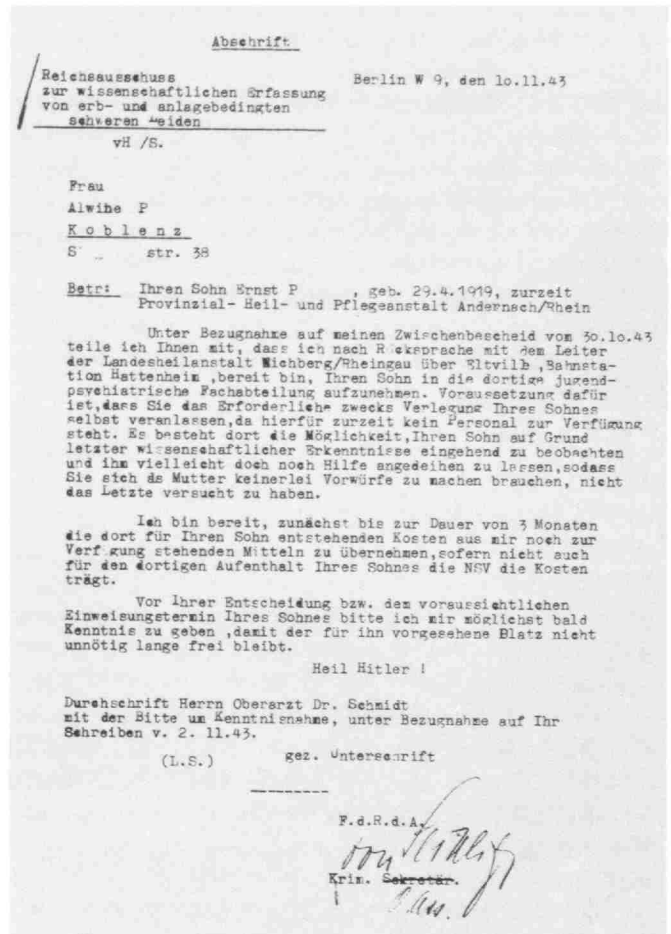 Abschrift
Reichsausschuss
zur wissenschaftlichen Erfassung
von erb- und anlagebedingten
schweren Leiden
Berlin W 9, den 10.11.43
vH /S.
Frau
Alwine P
Koblenz
S str. 38
Betr: Ihren Sohn Ernst P , geb. 29.4.1919, zurzeit
Provinzial- Heil- und Pflegeanstalt Andernach/Rhein
Unter Bezugnahme auf meinen Zwischenbescheid vom 30.10.43
teile ich Ihnen mit, dass ich nach Rücksprache mit dem Leiter
der Landesheilanstalt Eichberg/Rheingau über Eltville ,Bahnsta-
tion Hattenheim ,bereit bin, Ihren Sohn in die dortige jugend-
psychiatrische Fachabteilung aufzunehmen. Voraussetzung dafür
ist,dass Sie das Erforderliche zwecks Verlegung Ihres Sohnes
selbst veranlassen,da hierfür zurzeit kein Personal zur Verfügung
steht. Es besteht dort die Möglichkeit,Ihren Sohn auf Grund
letzter wissenschaftlicher Erkenntnisse eingehend zu beobachten
und ihm vielleicht doch noch Hilfe angedeihen zu lassen,sodass
Sie sich als Mutter keinerlei Vorwürfe zu machen brauchen, nicht
das Letzte versucht zu haben.
Ich bin bereit, zunächst bis zur Dauer von 3 Monaten
die dort für Ihren Sohn entstehenden Kosten aus mir noch zur
Verfügung stehenden Mitteln zu übernehmen,sofern nicht auch
für den dortigen Aufenthalt Ihres Sohnes die NSV die Kosten
trägt.
Vor Ihrer Entscheidung bzw. dem voraussichtlichen
Einweisungstermin Ihres Sohnes bitte ich mir möglichst bald
Kenntnis zu geben ,damit der für ihn vorgesehene Platz nicht
unnötig lange frei bleibt.
Heil Hitler !
Durchschrift Herrn Oberarzt Dr. Schmidt
mit der Bitte um Kenntnisnahme, unter Bezugnahme auf Ihr
Schreiben v. 2. 11.43.
(L.S.) gez. Unterschrift
F.d.R.d.A.
Krim. Sekretär.